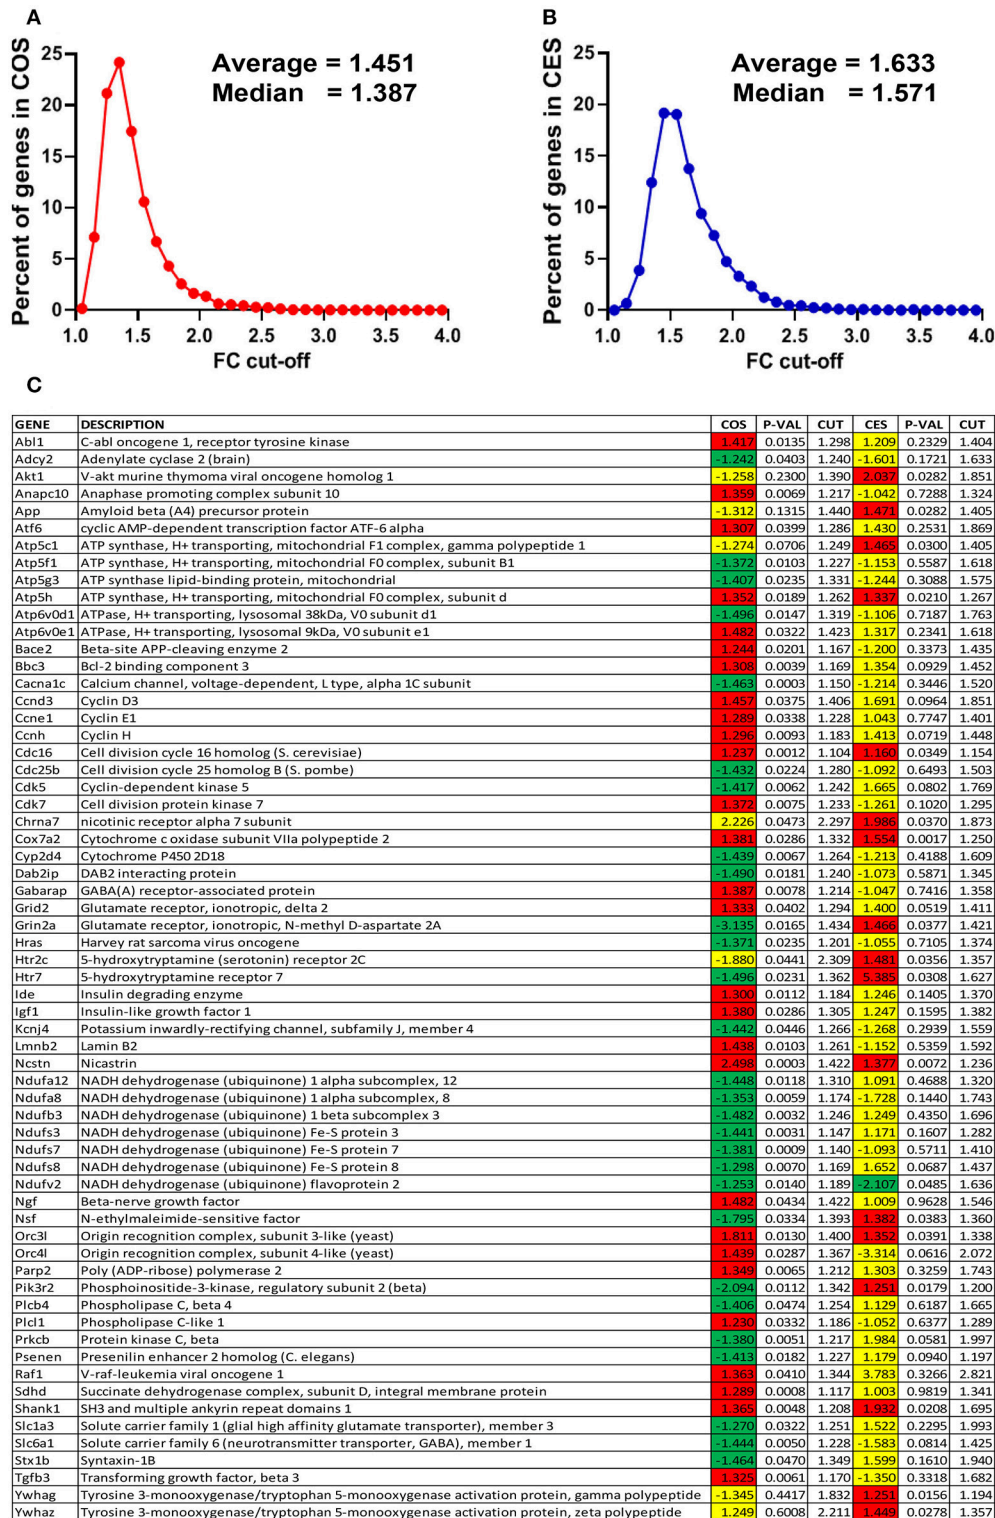 A
B
Average = 1.451
Median = 1.387
Average = 1.633
Median = 1.571
Percent of genes in COS
25
20
15
10
5
0
1.0 1.5 2.0 2.5 3.0 3.5 4.0
FC cut-off
Percent of genes in CES
25
20
15
10
5
0
1.0 1.5 2.0 2.5 3.0 3.5 4.0
FC cut-off
C
GENE DESCRIPTION COS P-VAL CUT CES P-VAL CUT
Abl1 C-abl oncogene 1, receptor tyrosine kinase 1.417 0.0135 1.298 1.209 0.2329 1.404
Adcy2 Adenylate cyclase 2 (brain) -1.242 0.0403 1.240 -1.601 0.1721 1.633
Akt1 V-akt murine thymoma viral oncogene homolog 1 -1.258 0.2300 1.390 2.037 0.0282 1.851
Anapc10 Anaphase promoting complex subunit 10 1.359 0.0069 1.217 -1.042 0.7288 1.324
App Amyloid beta (A4) precursor protein -1.312 0.1315 1.440 1.471 0.0282 1.405
Atf6 cyclic AMP-dependent transcription factor ATF-6 alpha 1.307 0.0399 1.286 1.430 0.2531 1.869
Atp5c1 ATP synthase, H+ transporting, mitochondrial F1 complex, gamma polypeptide 1 -1.274 0.0706 1.249 1.465 0.0300 1.405
Atp5f1 ATP synthase, H+ transporting, mitochondrial F0 complex, subunit B1 -1.372 0.0103 1.227 -1.153 0.5587 1.618
Atp5g3 ATP synthase lipid-binding protein, mitochondrial -1.407 0.0235 1.331 -1.244 0.3088 1.575
Atp5h ATP synthase, H+ transporting, mitochondrial F0 complex, subunit d 1.352 0.0189 1.262 1.337 0.0210 1.267
Atp6v0d1 ATPase, H+ transporting, lysosomal 38kDa, V0 subunit d1 -1.496 0.0147 1.319 -1.106 0.7187 1.763
Atp6v0e1 ATPase, H+ transporting, lysosomal 9kDa, V0 subunit e1 1.482 0.0322 1.423 1.317 0.2341 1.618
Bace2 Beta-site APP-cleaving enzyme 2 1.244 0.0201 1.167 -1.200 0.3373 1.435
Bbc3 Bcl-2 binding component 3 1.308 0.0039 1.169 1.354 0.0929 1.452
Cacna1c Calcium channel, voltage-dependent, L type, alpha 1C subunit -1.463 0.0003 1.150 -1.214 0.3446 1.520
Ccnd3 Cyclin D3 1.457 0.0375 1.406 1.691 0.0964 1.851
Ccne1 Cyclin E1 1.289 0.0338 1.228 1.043 0.7747 1.401
Ccnh Cyclin H 1.296 0.0093 1.183 1.413 0.0719 1.448
Cdc16 Cell division cycle 16 homolog (S. cerevisiae) 1.237 0.0012 1.104 1.160 0.0349 1.154
Cdc25b Cell division cycle 25 homolog B (S. pombe) -1.432 0.0224 1.280 -1.092 0.6493 1.503
Cdk5 Cyclin-dependent kinase 5 -1.417 0.0062 1.242 1.665 0.0802 1.769
Cdk7 Cell division protein kinase 7 1.372 0.0075 1.233 -1.261 0.1020 1.295
Chrna7 nicotinic receptor alpha 7 subunit 2.226 0.0473 2.297 1.986 0.0370 1.873
Cox7a2 Cytochrome c oxidase subunit VIIa polypeptide 2 1.381 0.0286 1.332 1.554 0.0017 1.250
Cyp2d4 Cytochrome P450 2D18 -1.439 0.0067 1.264 -1.213 0.4188 1.609
Dab2ip DAB2 interacting protein -1.490 0.0181 1.240 -1.073 0.5871 1.345
Gabarap GABA(A) receptor-associated protein 1.387 0.0078 1.214 -1.047 0.7416 1.358
Grid2 Glutamate receptor, ionotropic, delta 2 1.333 0.0402 1.294 1.400 0.0519 1.411
Grin2a Glutamate receptor, ionotropic, N-methyl D-aspartate 2A -3.135 0.0165 1.434 1.466 0.0377 1.421
Hras Harvey rat sarcoma virus oncogene -1.371 0.0235 1.201 -1.055 0.7105 1.374
Htr2c 5-hydroxytryptamine (serotonin) receptor 2C -1.880 0.0441 2.309 1.481 0.0356 1.357
Htr7 5-hydroxytryptamine receptor 7 -1.496 0.0231 1.362 5.385 0.0308 1.627
Ide Insulin degrading enzyme 1.300 0.0112 1.184 1.246 0.1405 1.370
Igf1 Insulin-like growth factor 1 1.380 0.0286 1.305 1.247 0.1595 1.382
Kcnj4 Potassium inwardly-rectifying channel, subfamily J, member 4 -1.442 0.0446 1.266 -1.268 0.2939 1.559
Lmnb2 Lamin B2 1.438 0.0103 1.261 -1.152 0.5359 1.592
Ncstn Nicastrin 2.498 0.0003 1.422 1.377 0.0072 1.236
Ndufa12 NADH dehydrogenase (ubiquinone) 1 alpha subcomplex, 12 -1.448 0.0118 1.310 1.091 0.4688 1.320
Ndufa8 NADH dehydrogenase (ubiquinone) 1 alpha subcomplex, 8 -1.353 0.0059 1.174 -1.728 0.1440 1.743
Ndufb3 NADH dehydrogenase (ubiquinone) 1 beta subcomplex 3 -1.482 0.0032 1.246 1.249 0.4350 1.696
Ndufs3 NADH dehydrogenase (ubiquinone) Fe-S protein 3 -1.441 0.0031 1.147 1.171 0.1607 1.282
Ndufs7 NADH dehydrogenase (ubiquinone) Fe-S protein 7 -1.381 0.0009 1.140 -1.093 0.5711 1.410
Ndufs8 NADH dehydrogenase (ubiquinone) Fe-S protein 8 -1.298 0.0070 1.169 1.652 0.0687 1.437
Ndufv2 NADH dehydrogenase (ubiquinone) flavoprotein 2 -1.253 0.0140 1.189 -2.107 0.0485 1.636
Ngf Beta-nerve growth factor 1.482 0.0434 1.422 1.009 0.9628 1.546
Nsf N-ethylmaleimide-sensitive factor -1.795 0.0334 1.393 1.382 0.0383 1.360
Orc3l Origin recognition complex, subunit 3-like (yeast) 1.811 0.0130 1.400 1.352 0.0391 1.338
Orc4l Origin recognition complex, subunit 4-like (yeast) 1.439 0.0287 1.367 -3.314 0.0616 2.072
Parp2 Poly (ADP-ribose) polymerase 2 1.349 0.0065 1.212 1.303 0.3259 1.743
Pik3r2 Phosphoinositide-3-kinase, regulatory subunit 2 (beta) -2.094 0.0112 1.342 1.251 0.0179 1.200
Plcb4 Phospholipase C, beta 4 -1.406 0.0474 1.254 1.129 0.6187 1.665
Plcl1 Phospholipase C-like 1 1.230 0.0332 1.186 -1.052 0.6377 1.289
Prkcb Protein kinase C, beta -1.380 0.0051 1.217 1.984 0.0581 1.997
Psenen Presenilin enhancer 2 homolog (C. elegans) -1.413 0.0182 1.227 1.179 0.0940 1.197
Raf1 V-raf-leukemia viral oncogene 1 1.363 0.0410 1.344 3.783 0.3266 2.821
Sdhd Succinate dehydrogenase complex, subunit D, integral membrane protein 1.289 0.0008 1.117 1.003 0.9819 1.341
Shank1 SH3 and multiple ankyrin repeat domains 1 1.365 0.0048 1.208 1.932 0.0208 1.695
Slc1a3 Solute carrier family 1 (glial high affinity glutamate transporter), member 3 -1.270 0.0322 1.251 1.522 0.2295 1.993
Slc6a1 Solute carrier family 6 (neurotransmitter transporter, GABA), member 1 -1.444 0.0050 1.228 -1.583 0.0814 1.425
Stx1b Syntaxin-1B -1.464 0.0470 1.349 1.599 0.1610 1.940
Tgfb3 Transforming growth factor, beta 3 1.325 0.0061 1.170 -1.350 0.3318 1.682
Ywhag Tyrosine 3-monooxygenase/tryptophan 5-monooxygenase activation protein, gamma polypeptide -1.345 0.4417 1.832 1.251 0.0156 1.194
Ywhaz Tyrosine 3-monooxygenase/tryptophan 5-monooxygenase activation protein, zeta polypeptide 1.249 0.6008 2.211 1.449 0.0278 1.357